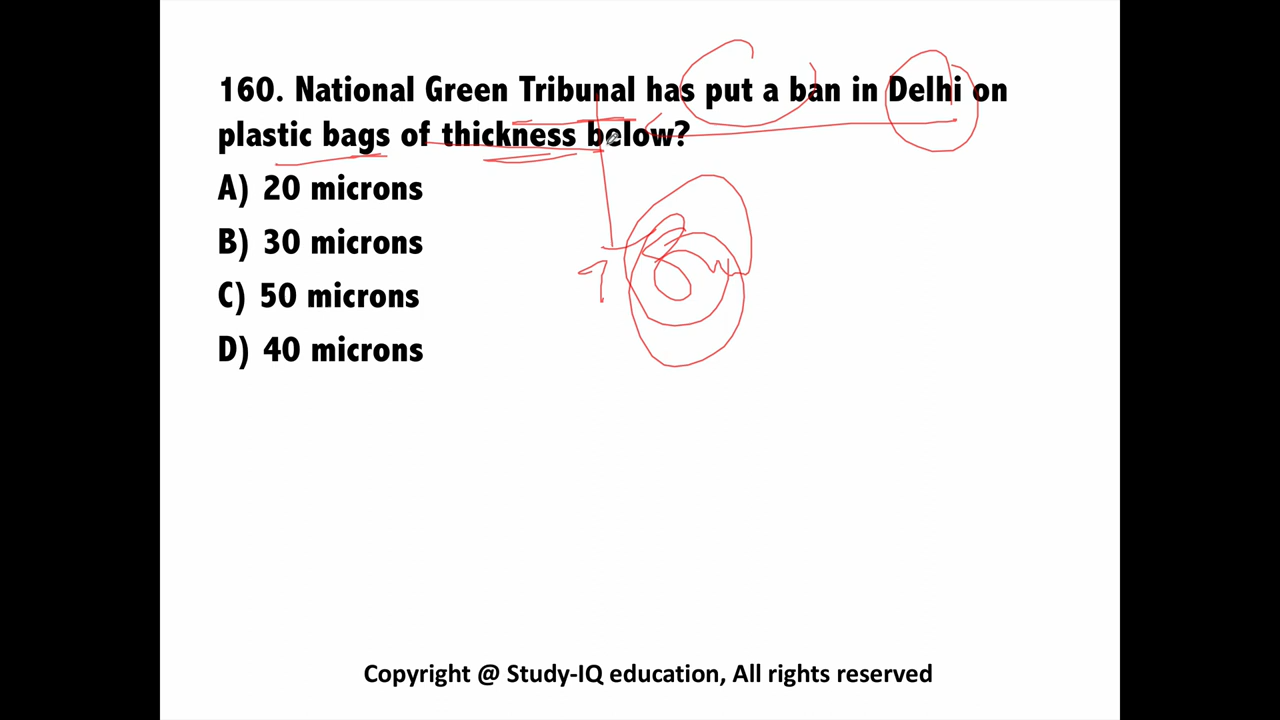 160. National Green Tribunal has put a ban in Delhi on
plastic bags of thickness below?
A) 20 microns
B) 30 microns
C) 50 microns
D) 40 microns
Copyright @ Study-IQ education, All rights reserved